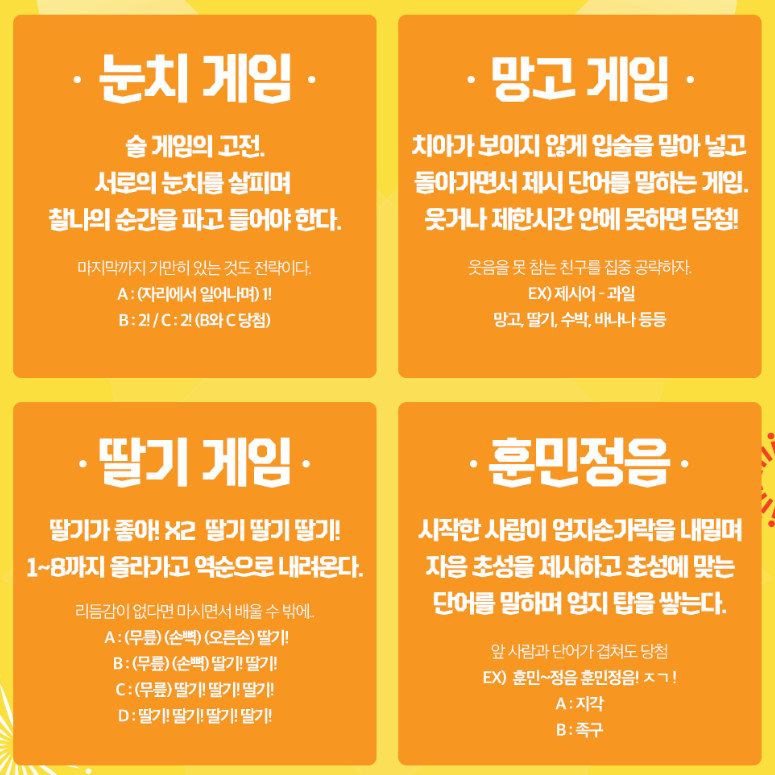 · 눈치 게임 ·
술 게임의 고전.
서로의 눈치를 살피며
찰나의 순간을 파고 들어야 한다.
마지막까지 가만히 있는 것도 전략이다.
A : (자리에서 일어나며) 1!
B : 2! / C : 2! (B와 C 당첨)
· 망고 게임 ·
치아가 보이지 않게 입술을 말아 넣고
돌아가면서 제시 단어를 말하는 게임.
웃거나 제한시간 안에 못하면 당첨!
웃음을 못 참는 친구를 집중 공략하자.
EX) 제시어 - 과일
망고, 딸기, 수박, 바나나 등등
· 딸기 게임 ·
딸기가 좋아! X2 딸기 딸기 딸기!
1~8까지 올라가고 역순으로 내려온다.
리듬감이 없다면 마시면서 배울 수 밖에..
A : (무릎) (손뼉) (오른손) 딸기!
B : (무릎) (손뼉) 딸기! 딸기!
C : (무릎) 딸기! 딸기! 딸기!
D : 딸기! 딸기! 딸기! 딸기!
· 훈민정음 ·
시작한 사람이 엄지손가락을 내밀며
자음 초성을 제시하고 초성에 맞는
단어를 말하며 엄지 탑을 쌓는다.
앞 사람과 단어가 겹쳐도 당첨
EX) 훈민~정음 훈민정음! ㅈㄱ!
A : 지각
B : 족구